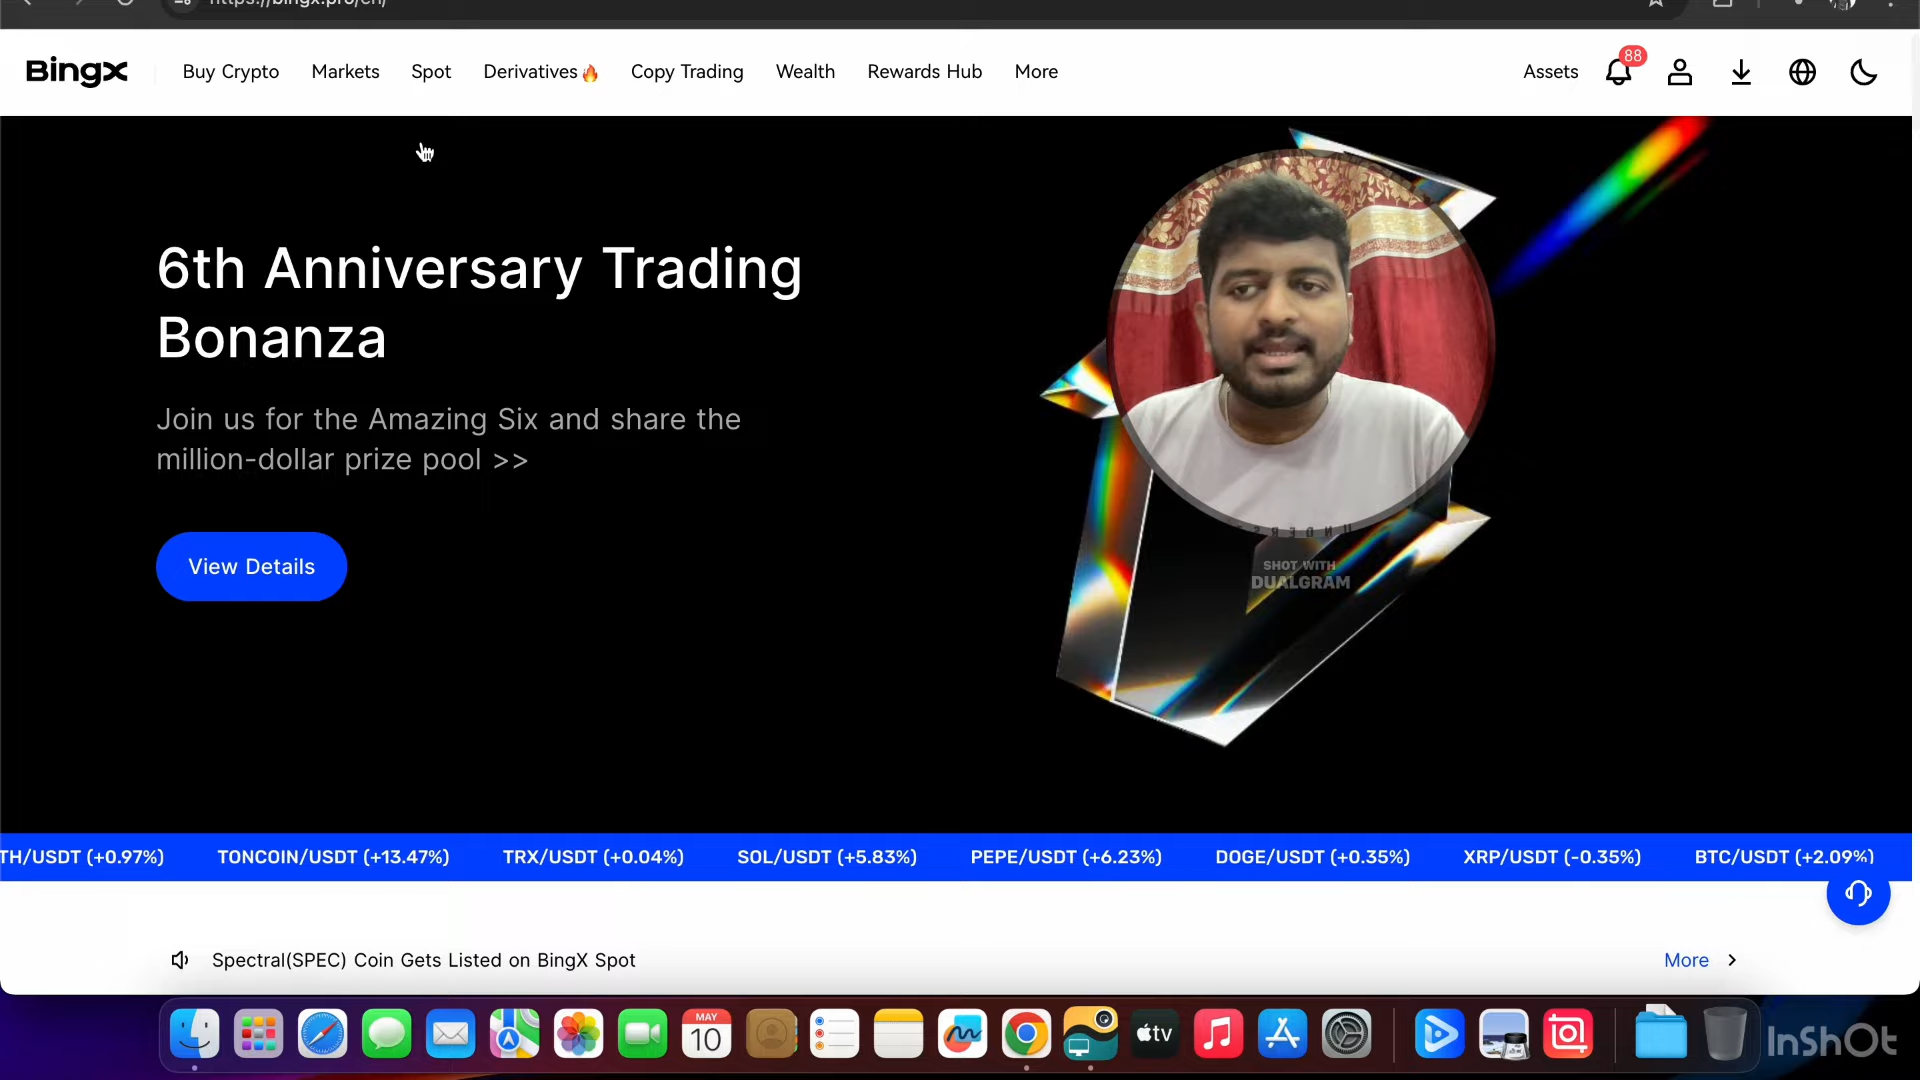 https://bingx.pro/en/
BingX
Buy Crypto
Markets
Spot
Derivatives🔥
Copy Trading
Wealth
Rewards Hub
More
Assets
88
6th Anniversary Trading
Bonanza
Join us for the Amazing Six and share the
million-dollar prize pool >>
View Details
SHOT WITH
DUALGRAM
TH/USDT (+0.97%)
TONCOIN/USDT (+13.47%)
TRX/USDT (+0.04%)
SOL/USDT (+5.83%)
PEPE/USDT (+6.23%)
DOGE/USDT (+0.35%)
XRP/USDT (-0.35%)
BTC/USDT (+2.09%)
Spectral(SPEC) Coin Gets Listed on BingX Spot
More >
MAY
10
tv
InShOt